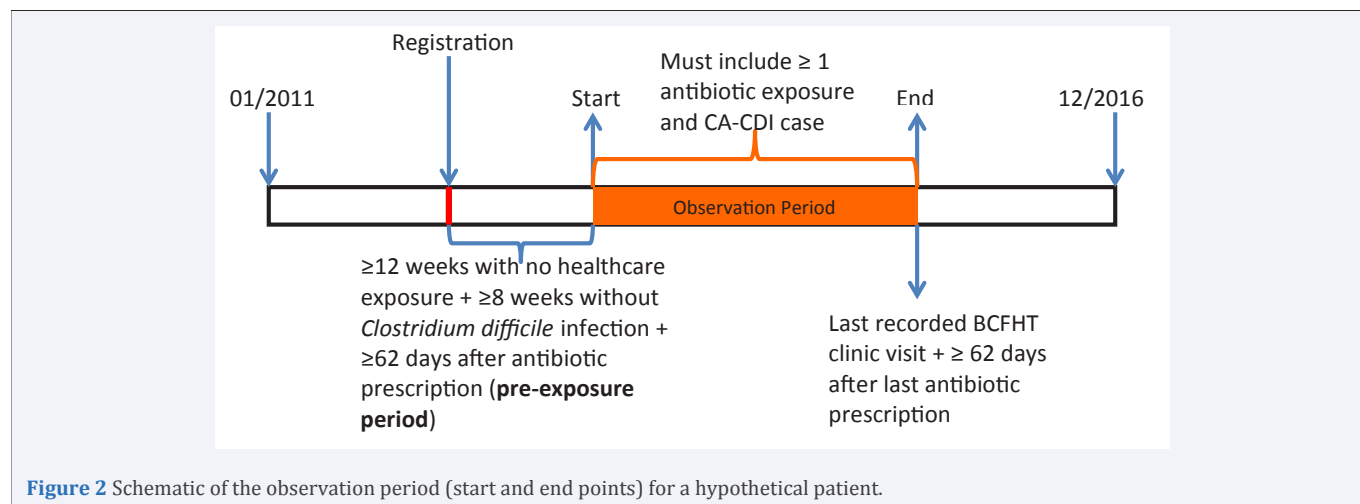 Registration
Must include ≥ 1
antibiotic exposure
and CA-CDI case
01/2011
Start
End
12/2016
Observation Period
≥12 weeks with no healthcare
exposure + ≥8 weeks without
Clostridium difficile infection +
≥62 days after antibiotic
prescription (pre-exposure
period)
Last recorded BCFHT
clinic visit + ≥ 62 days
after last antibiotic
prescription
Figure 2 Schematic of the observation period (start and end points) for a hypothetical patient.